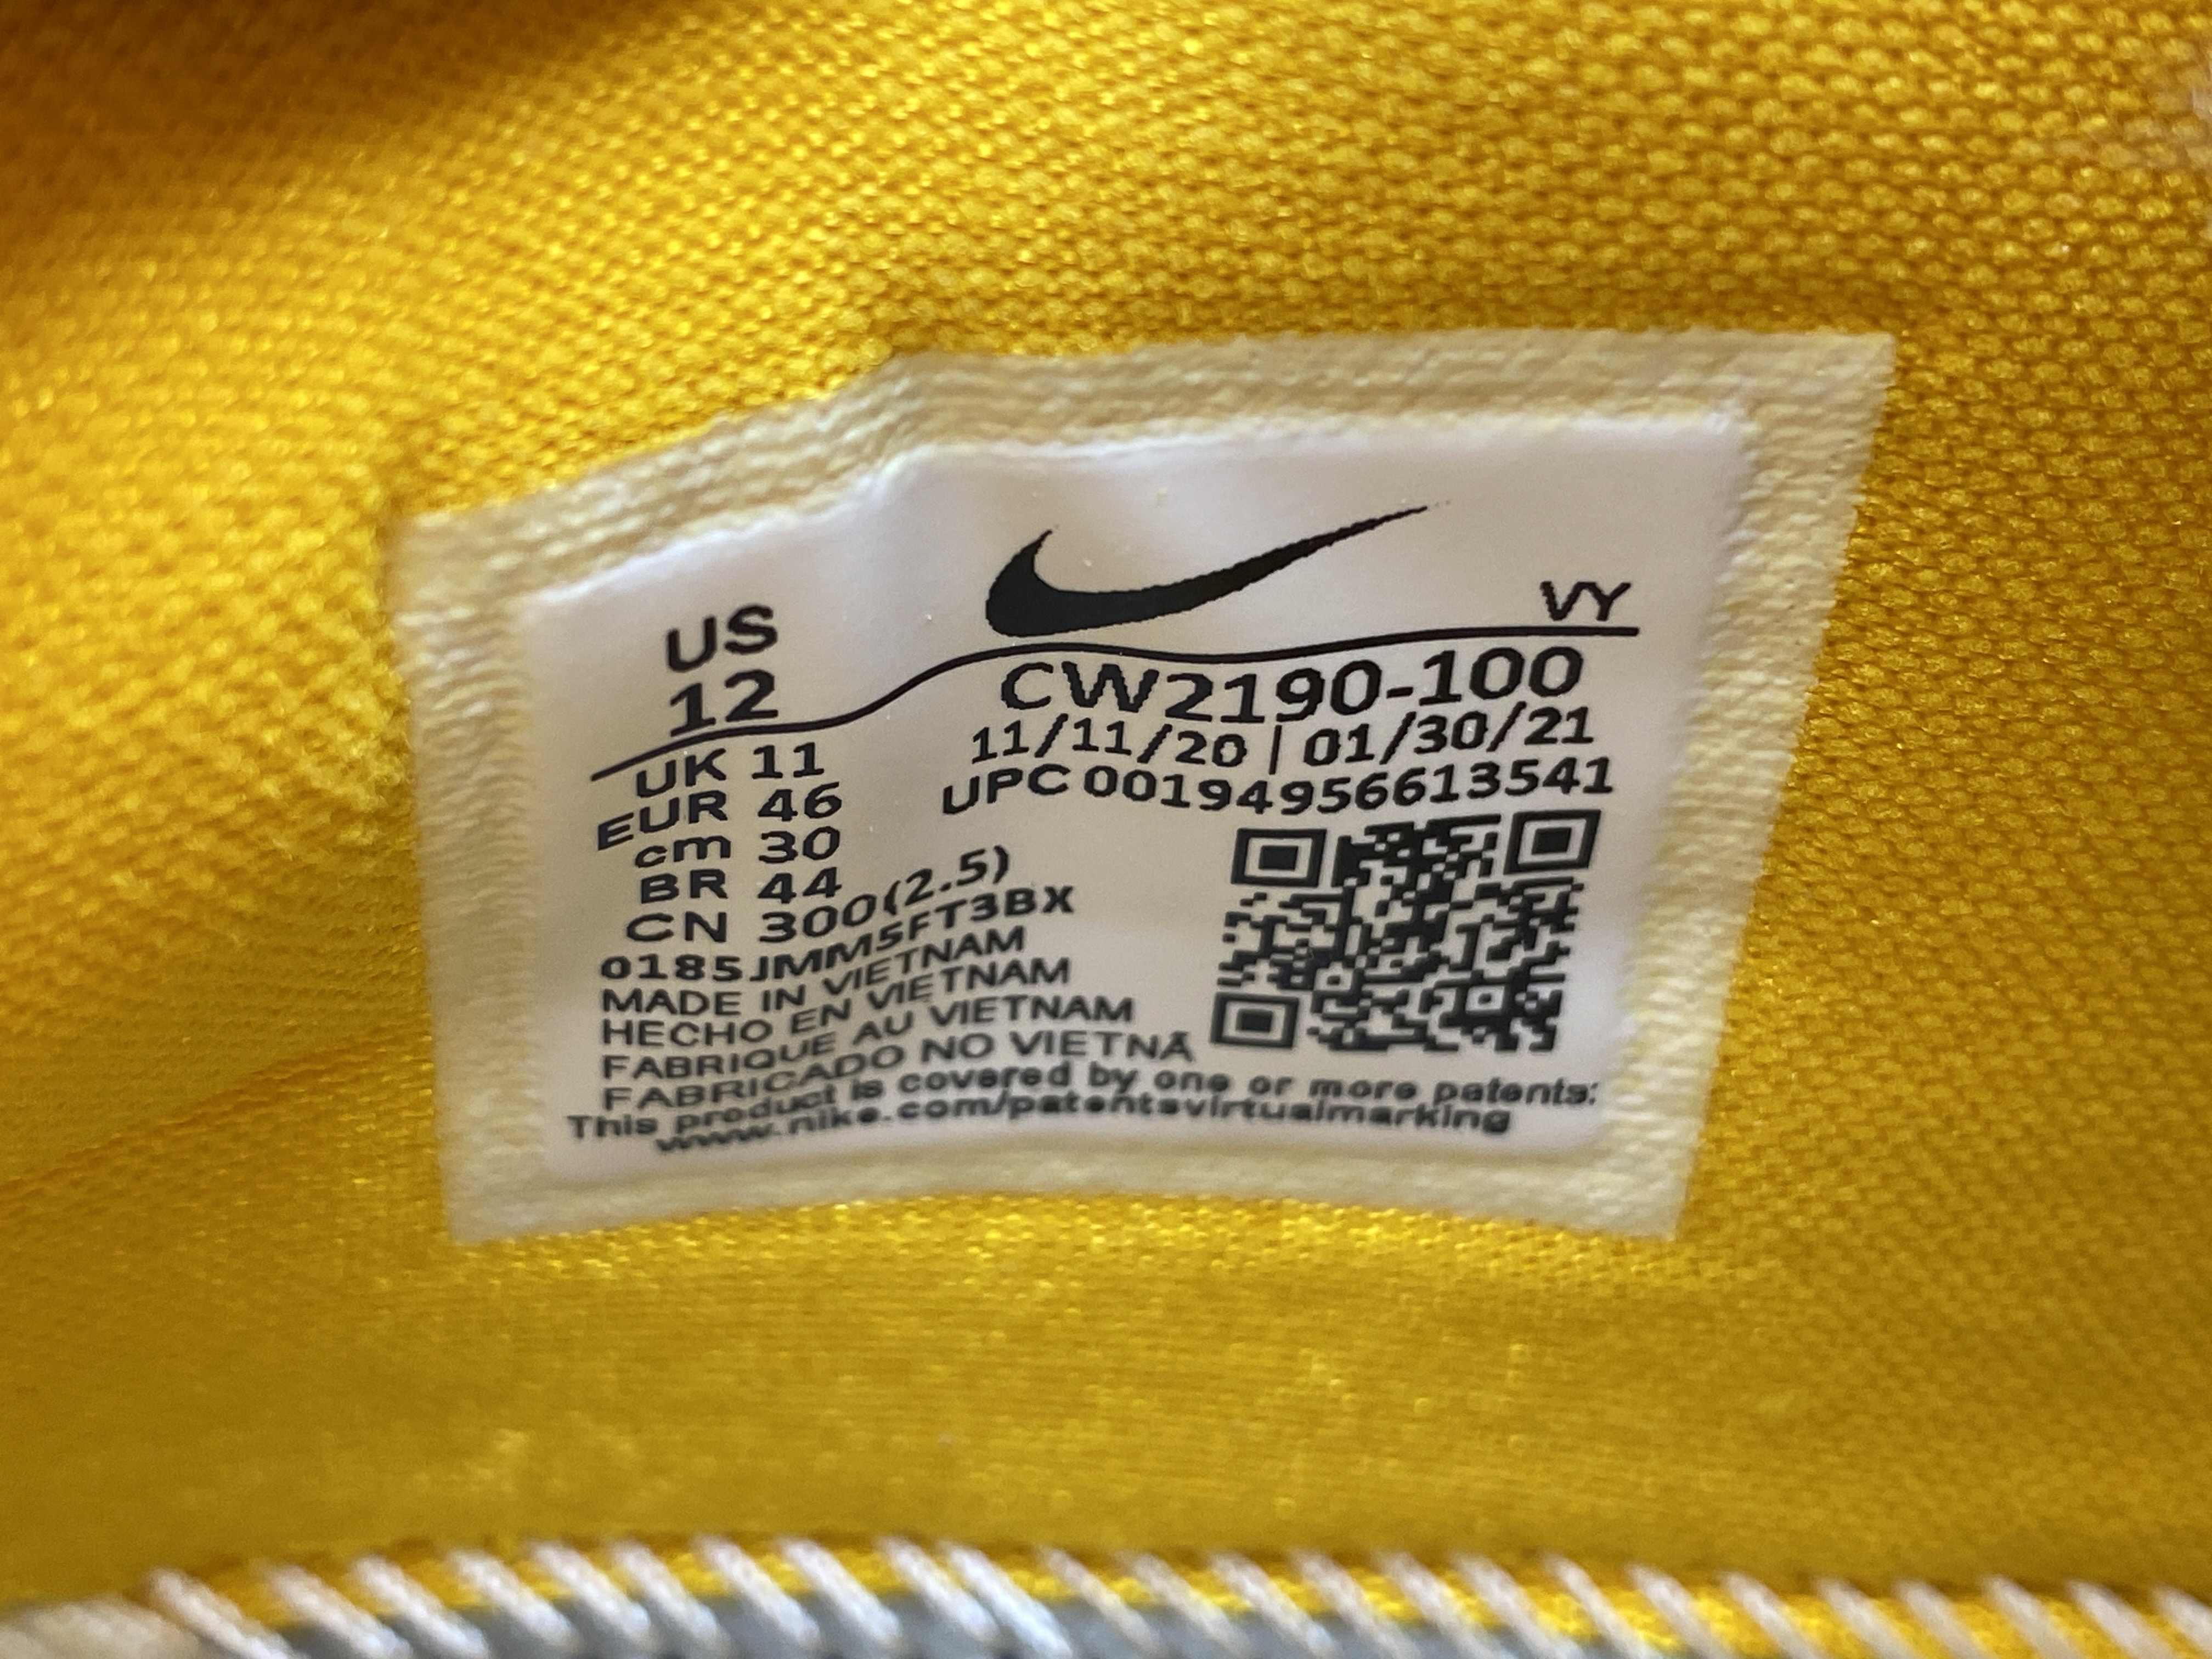 US
12
VY
UK 11
EUR 46
cm 30
BR 44
CN 300(2.5)
CW2190-100
11/11/20 | 01/30/21
UPC 00194956613541
0185JMM5FT3BX
MADE IN VIETNAM
HECHO EN VIETNAM
FABRIQUE AU VIETNAM
FABRICADO NO VIETNÃ
This product is covered by one or more patents:
www.nike.com/patentsvirtualmarking